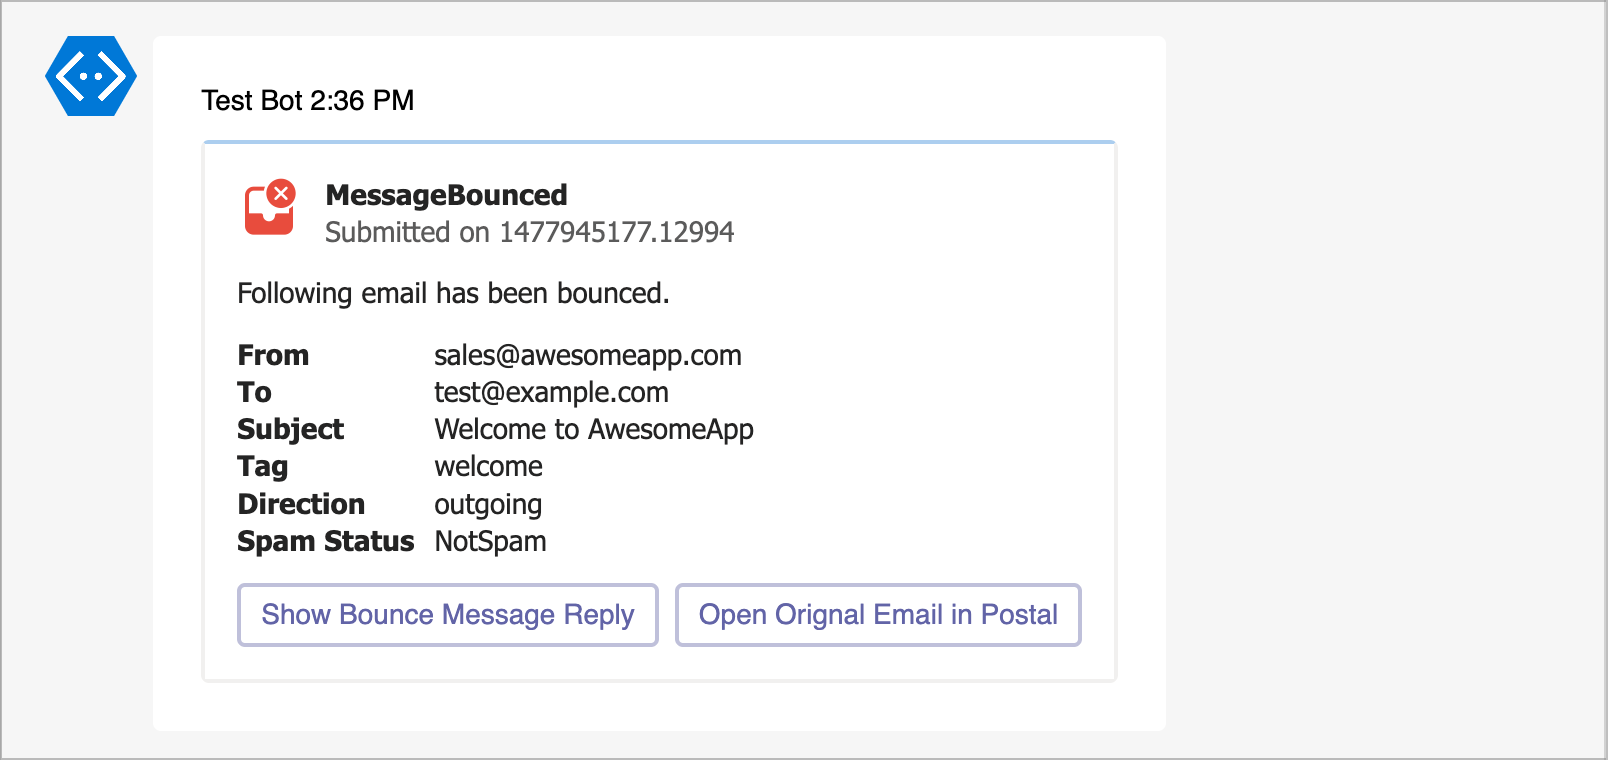 Test Bot 2:36 PM
MessageBounced
Submitted on 1477945177.12994
Following email has been bounced.
From sales@awesomeapp.com
To test@example.com
Subject Welcome to AwesomeApp
Tag welcome
Direction outgoing
Spam Status NotSpam
Show Bounce Message Reply Open Orignal Email in Postal